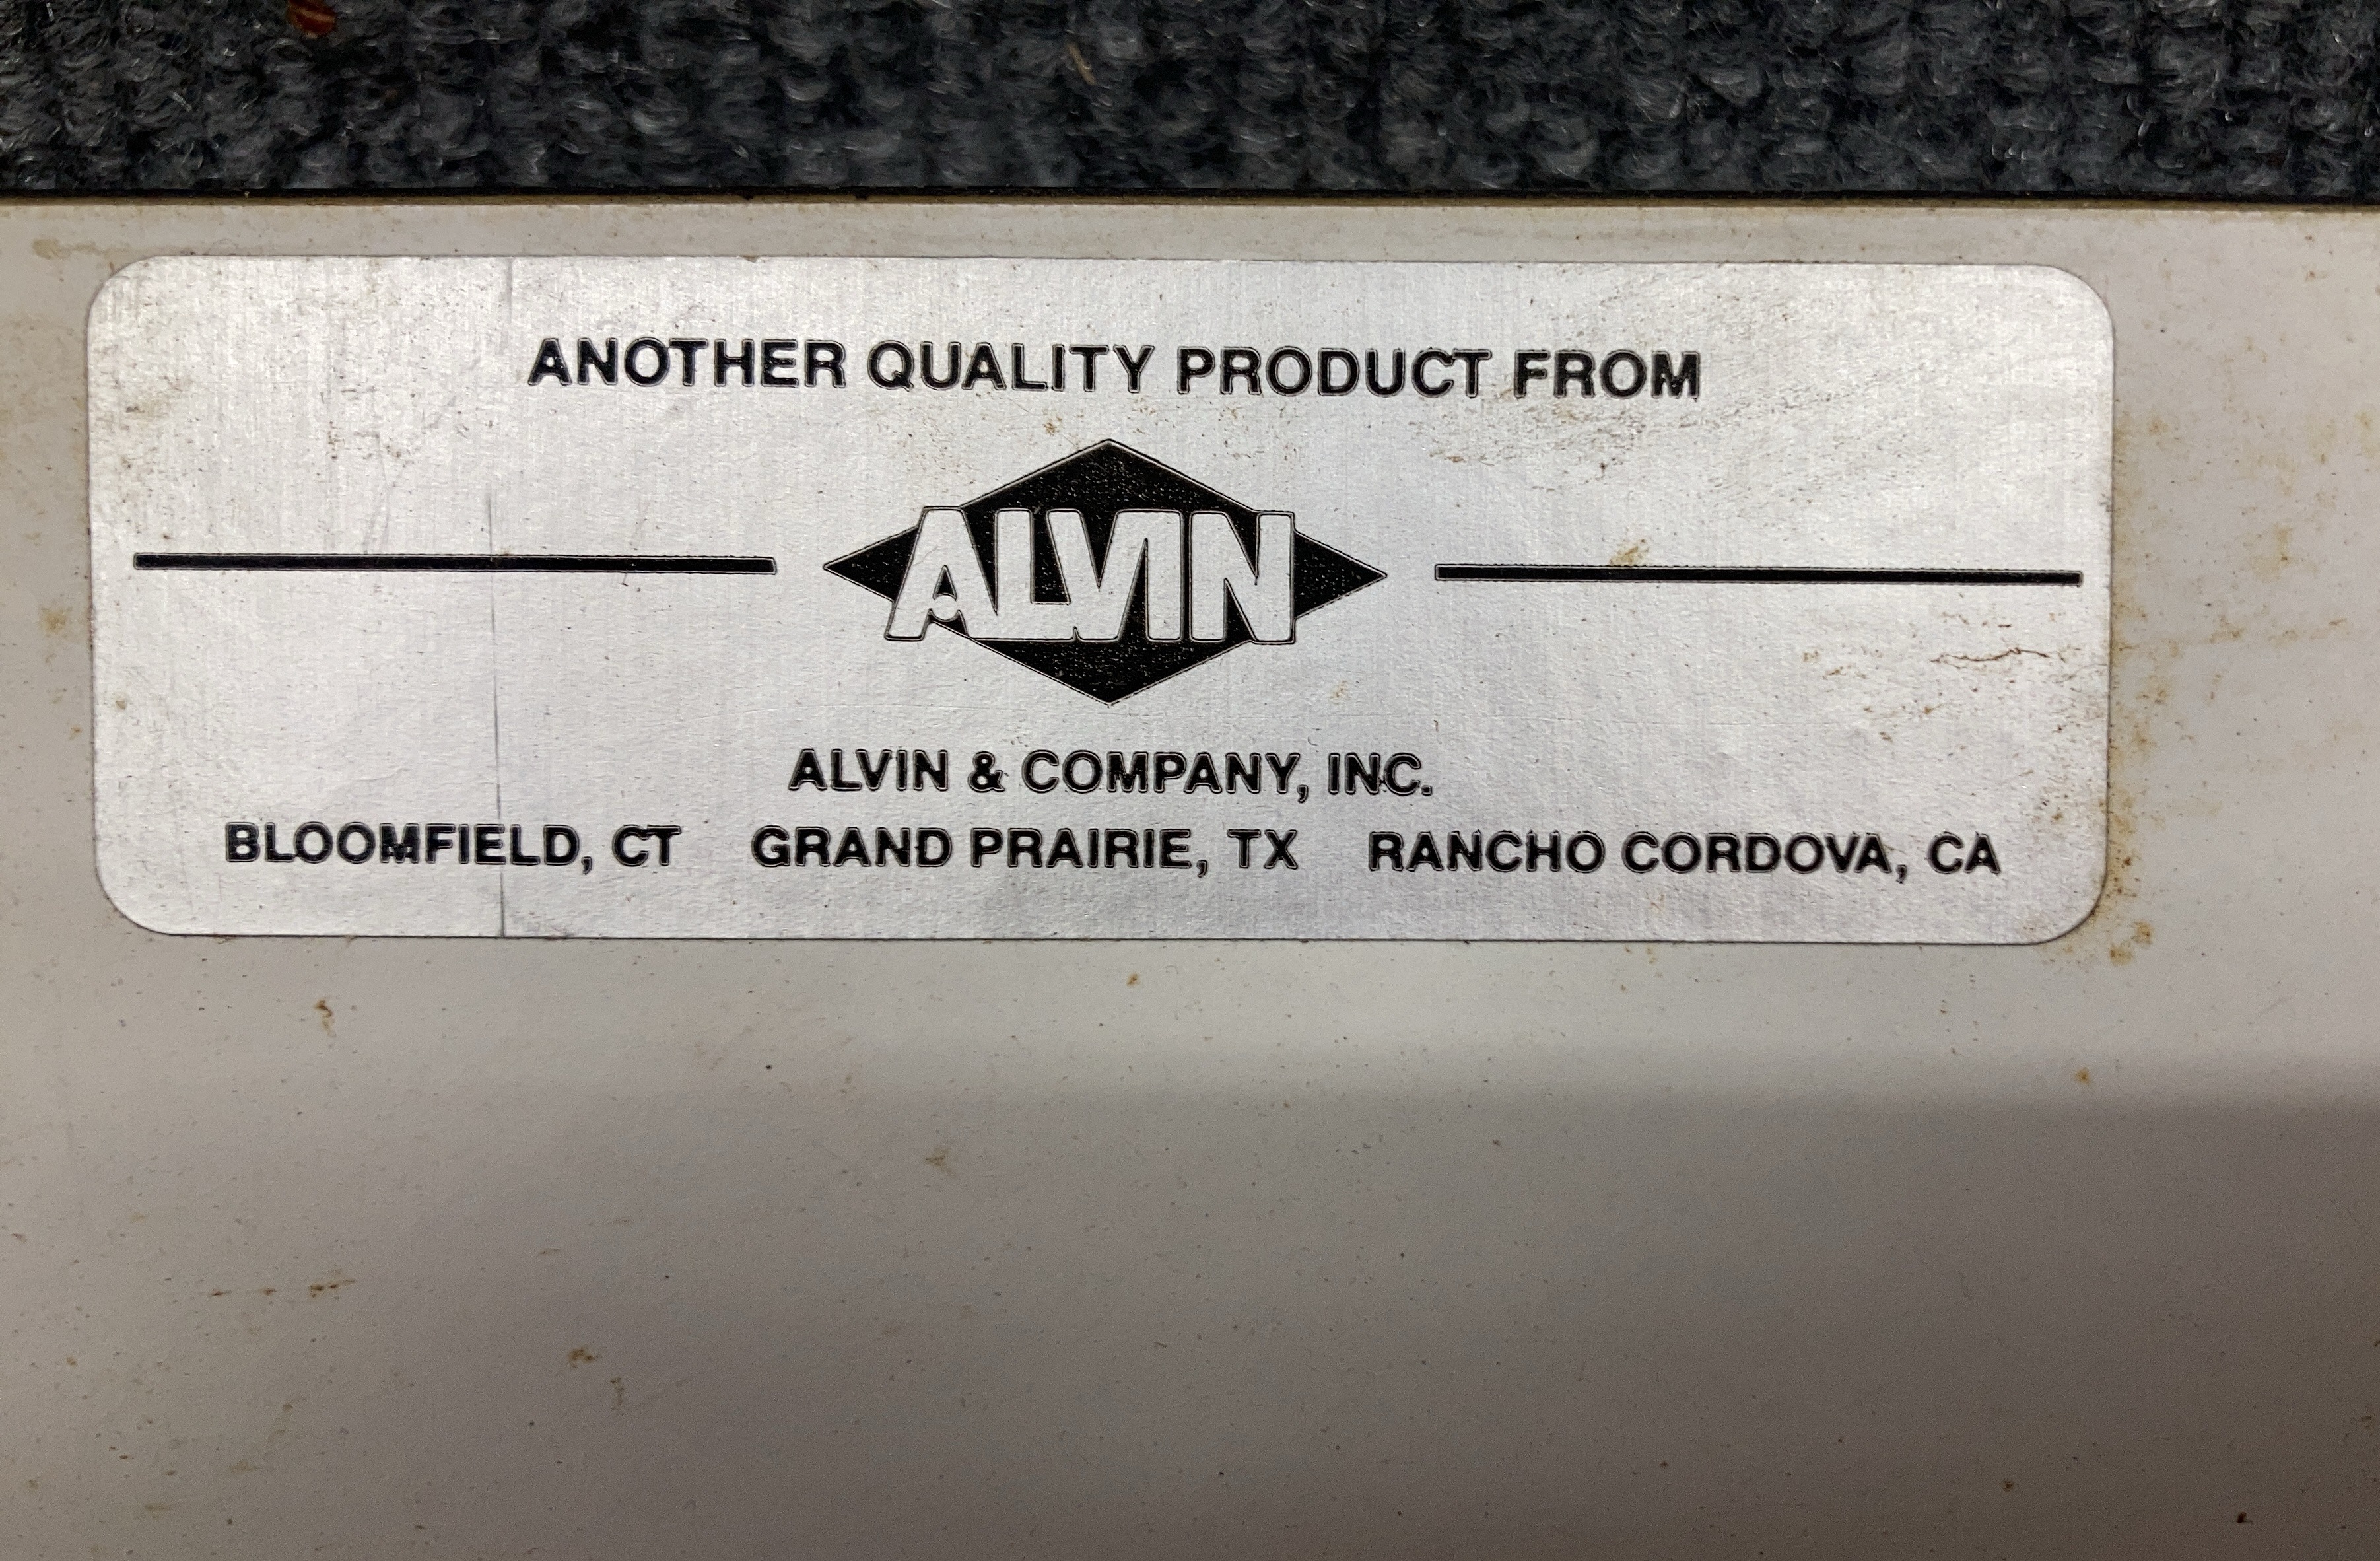 ANOTHER QUALITY PRODUCT FROM
ALVIN
ALVIN & COMPANY, INC.
BLOOMFIELD, CT GRAND PRAIRIE, TX RANCHO CORDOVA, CA